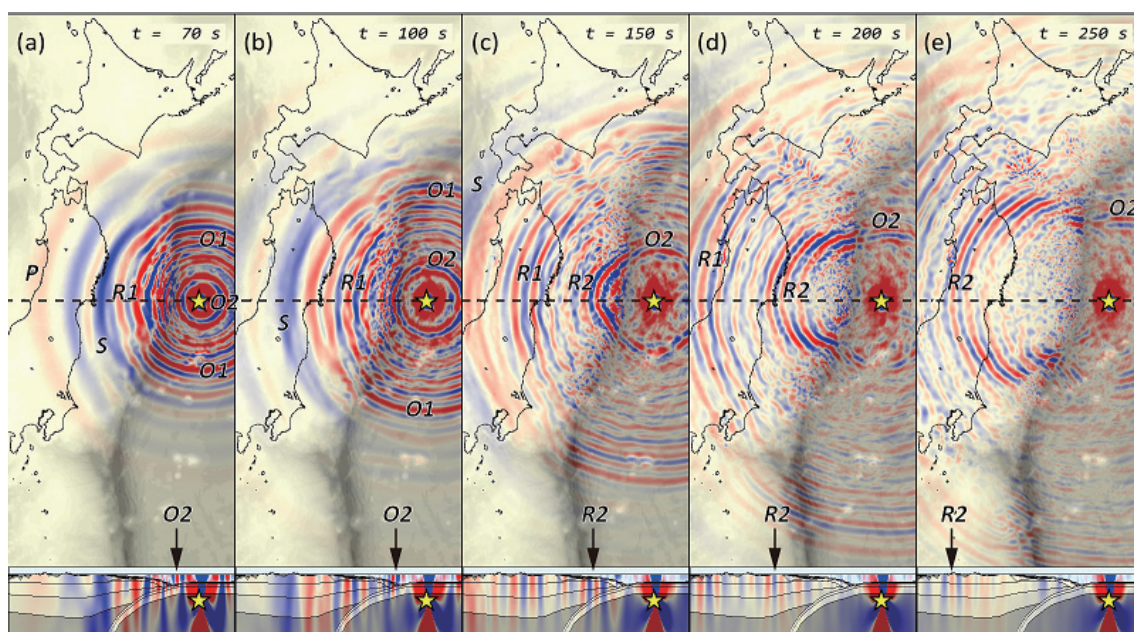 (a) t = 70 s
O1
P
R1
O2
S
O1
O2
(b) t = 100 s
O1
O2
R1
S
O1
O2
(c) t = 150 s
S
O2
R1
R2
R2
(d) t = 200 s
O2
R1
R2
R2
(e) t = 250 s
O2
R2
R2